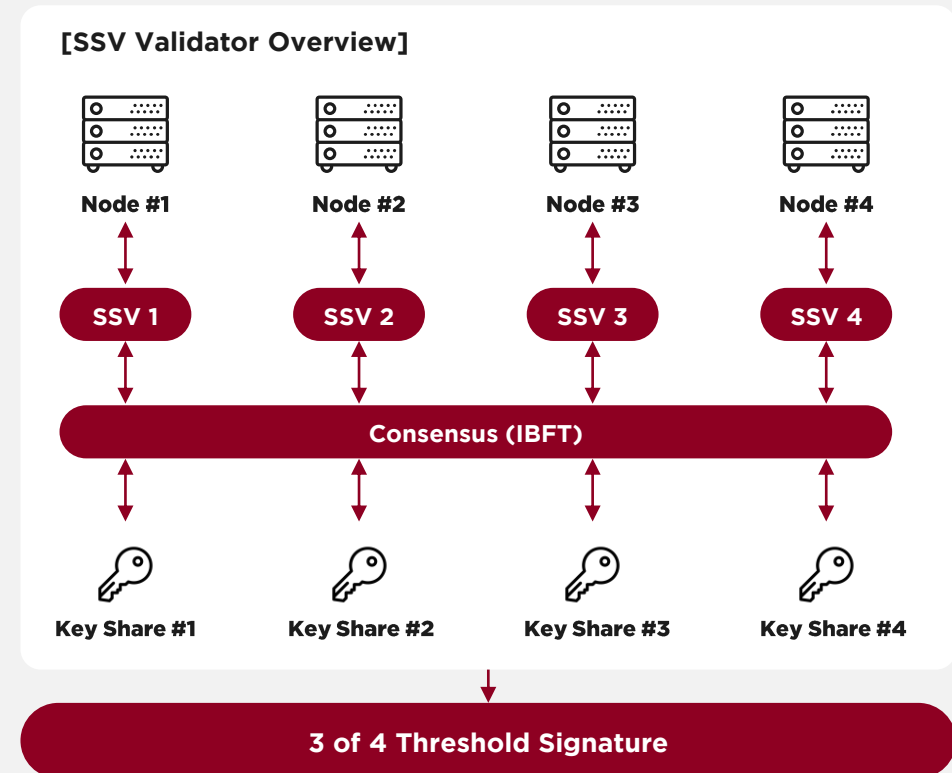 [SSV Validator Overview]
Node #1
Node #2
Node #3
Node #4
SSV 1
SSV 2
SSV 3
SSV 4
Consensus (IBFT)
Key Share #1
Key Share #2
Key Share #3
Key Share #4
3 of 4 Threshold Signature